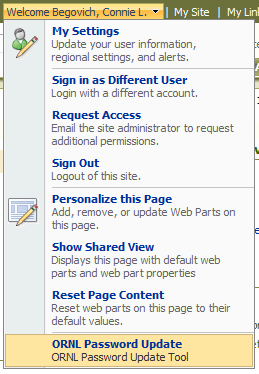 Welcome Begovich, Connie L. | My Site | My Lin
My Settings
Update your user information,
regional settings, and alerts.
Sign in as Different User
Login with a different account.
Request Access
Email the site administrator to request
additional permissions.
Sign Out
Logout of this site.
Personalize this Page
Add, remove, or update Web Parts on
this page.
Show Shared View
Displays this page with default web
parts and web part properties
Reset Page Content
Reset web parts on this page to their
default values.
ORNL Password Update
ORNL Password Update Tool